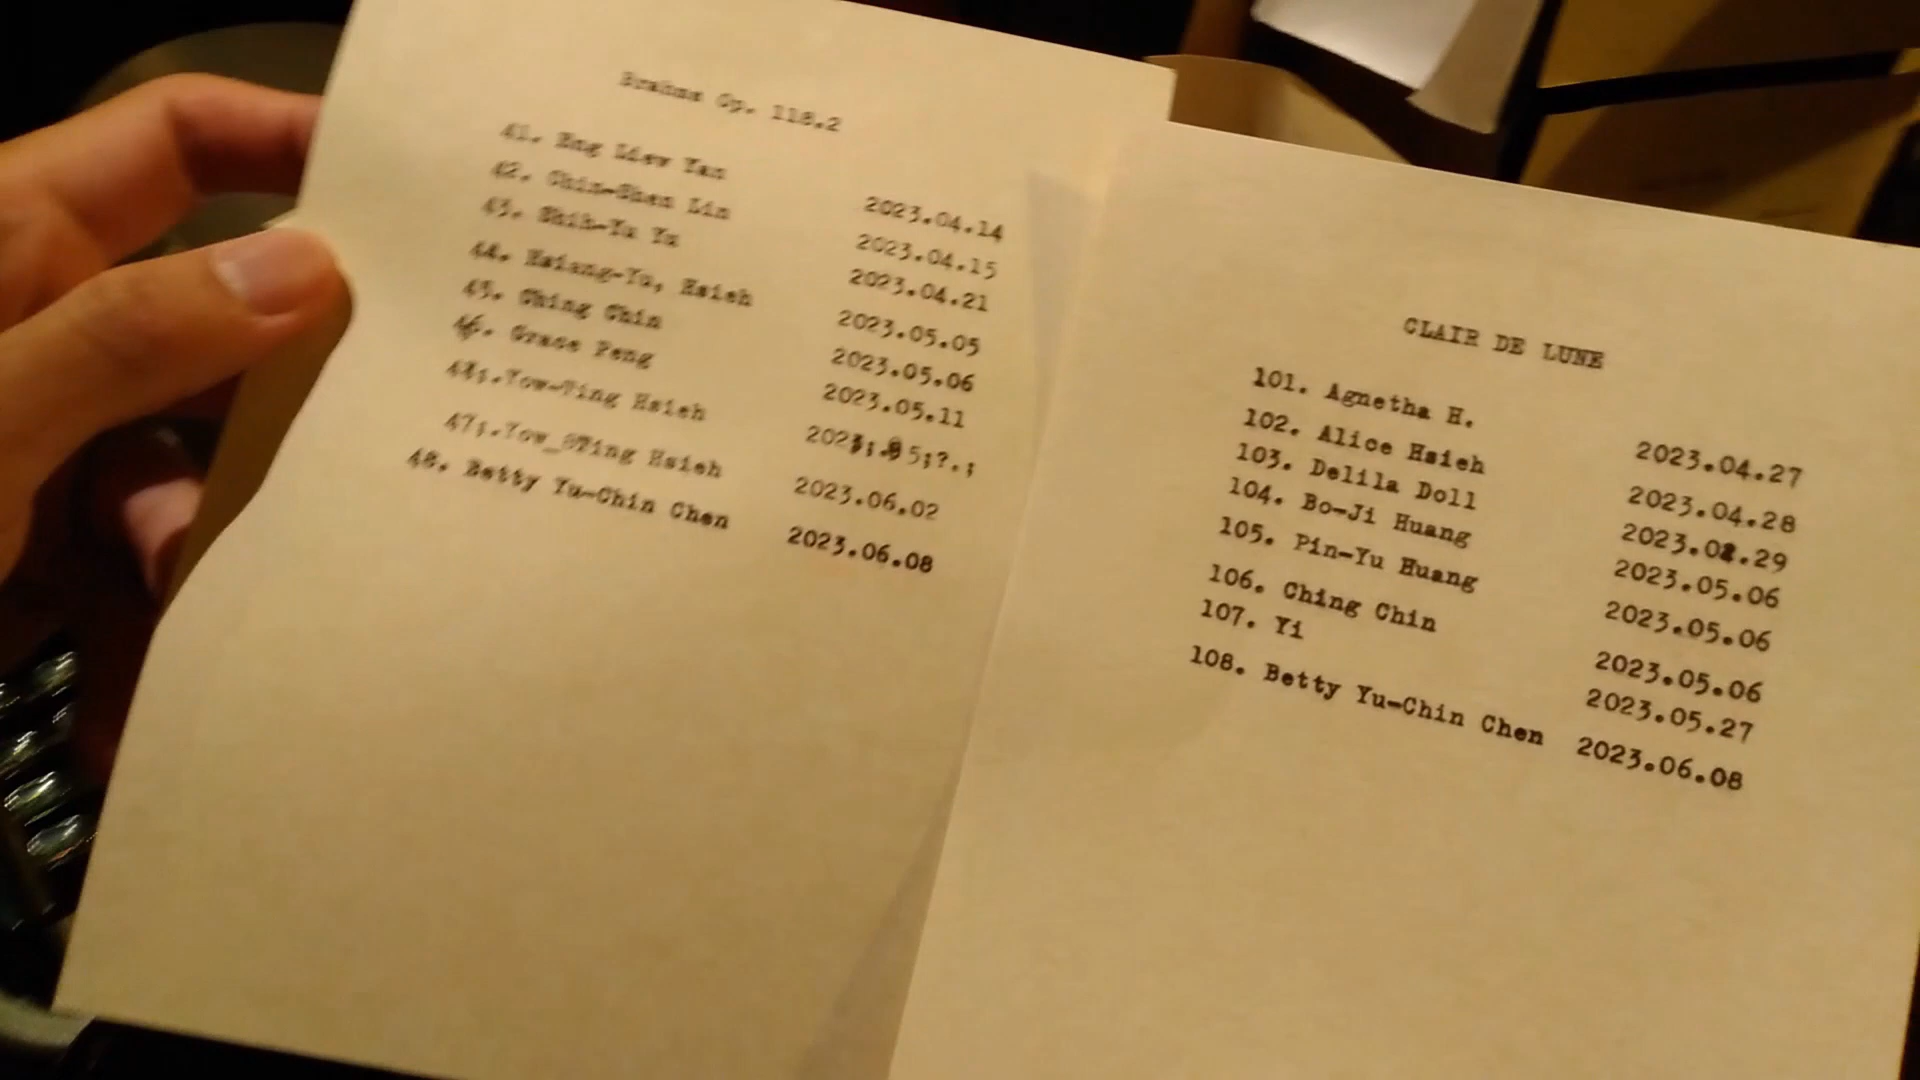 Brahms Op. 118.2
41. Eng Liew Yan 2023.04.14
42. Chin-Shen Lin 2023.04.15
43. Shih-Yu Yu 2023.04.21
44. Hsiang-Yu, Hsieh 2023.05.05
45. Ching Chin 2023.05.06
46. Grace Peng 2023.05.11
Hsieh
47;.Yow_STing Hsieh 2023.06.02
48. Betty Yu-Chin Chen 2023.06.08
CLAIR DE LUNE
101. Agnetha H. 2023.04.27
102. Alice Hsieh 2023.04.28
103. Delila Doll
104. Bo-Ji Huang 2023.05.06
105. Pin-Yu Huang 2023.05.06
106. Ching Chin 2023.05.06
107. Yi 2023.05.27
108. Betty Yu-Chin Chen 2023.06.08